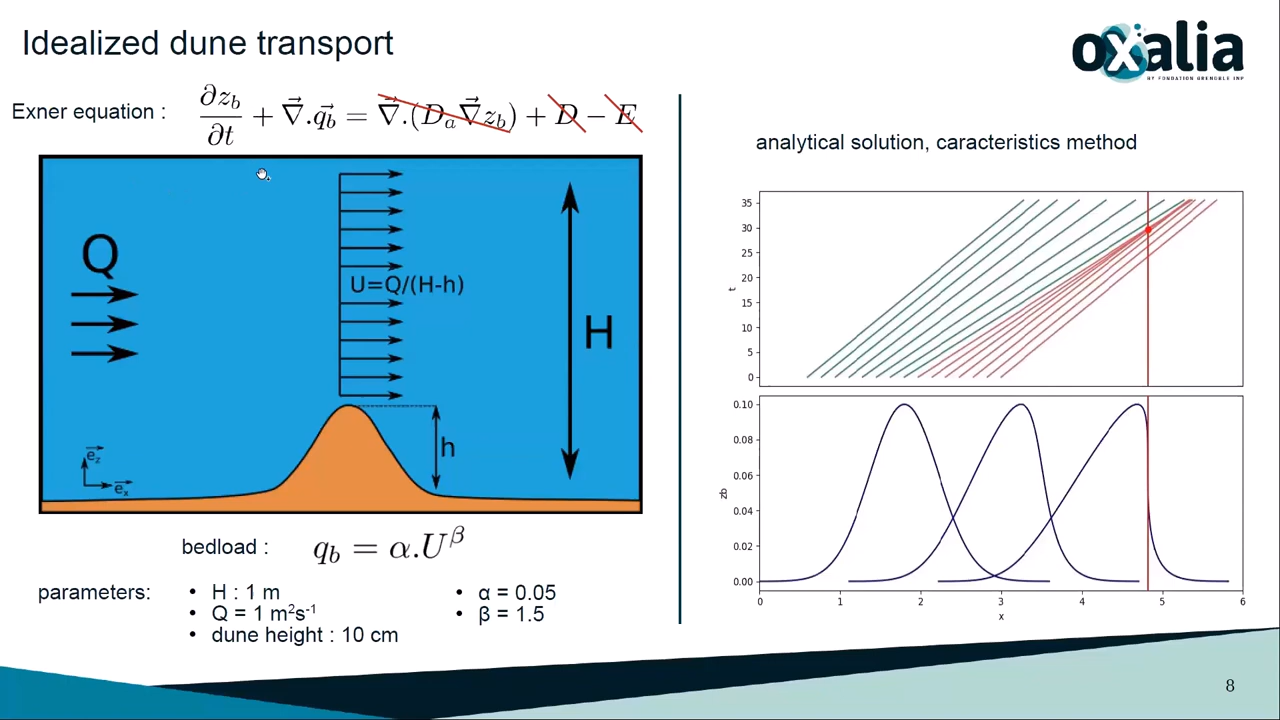 Idealized dune transport
oxalia
BY FONDATION GRENOBLE INP
Exner equation : ∂z_b/∂t + ∇⃗.q⃗_b = ∇⃗.(D_a∇⃗z_b) + D − E
Q
U=Q/(H-h)
H
h
e_z
e_x
bedload : q_b = α.U^β
parameters:
• H : 1 m
• Q = 1 m²s⁻¹
• dune height : 10 cm
• α = 0.05
• β = 1.5
analytical solution, caracteristics method
35
30
25
20
15
10
5
0
t
0.10
0.08
0.06
0.04
0.02
0.00
zb
0 1 2 3 4 5 6
x
8